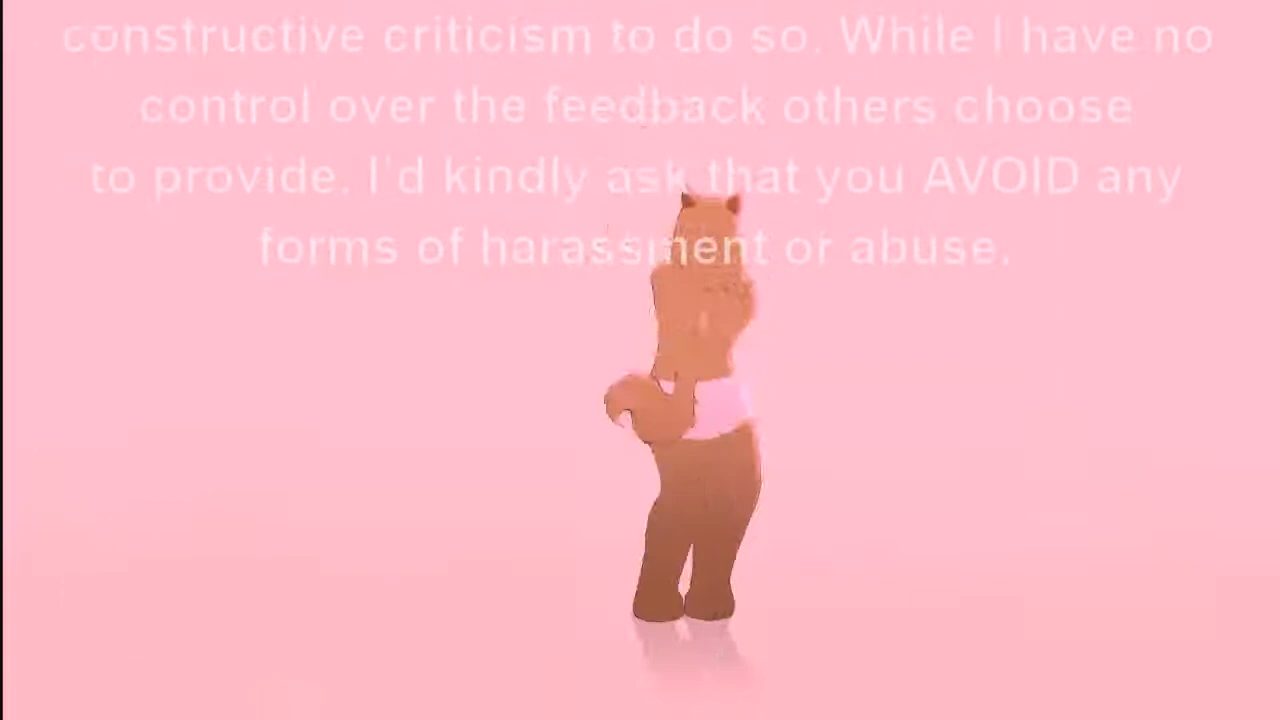 constructive criticism to do so. While I have no
control over the feedback others choose
to provide. I'd kindly ask that you AVOID any
forms of harassment or abuse.